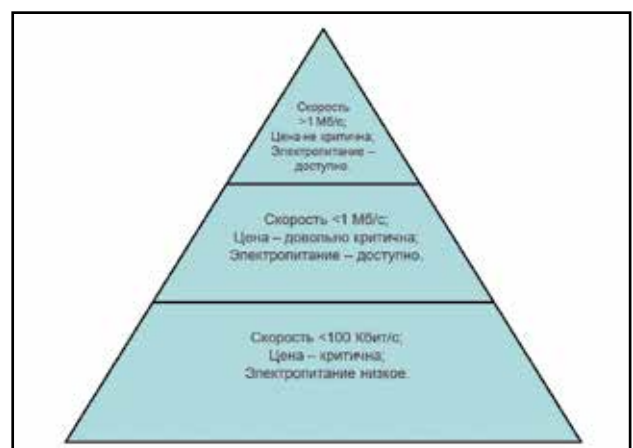 Скорость
>1 Мб/с;
Цена не критична;
Электропитание –
доступно.
Скорость <1 Мб/с;
Цена – довольно критична;
Электропитание – доступно.
Скорость <100 Кбит/с;
Цена – критична;
Электропитание низкое.